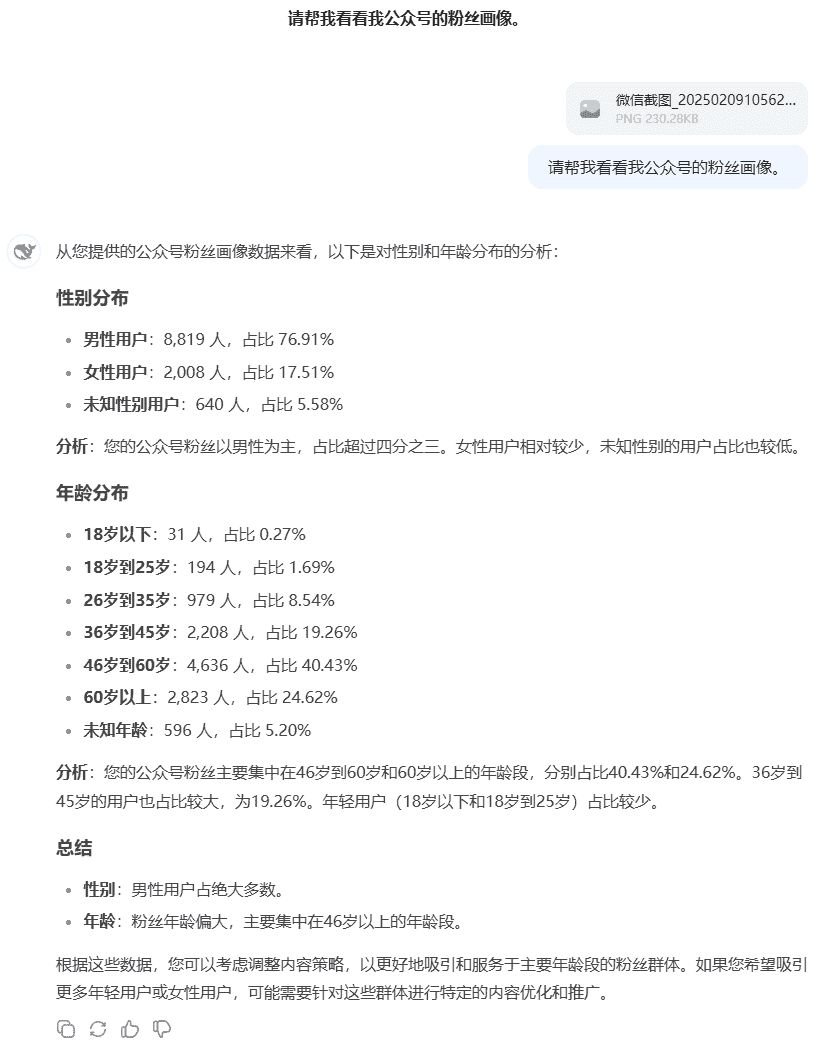 请帮我看看我公众号的粉丝画像。
微信截图_2025020910562...
PNG 230.28KB
请帮我看看我公众号的粉丝画像。
从您提供的公众号粉丝画像数据来看，以下是对性别和年龄分布的分析：
性别分布
• 男性用户：8,819 人，占比 76.91%
• 女性用户：2,008 人，占比 17.51%
• 未知性别用户：640 人，占比 5.58%
分析：您的公众号粉丝以男性为主，占比超过四分之三。女性用户相对较少，未知性别的用户占比也较低。
年龄分布
• 18岁以下：31 人，占比 0.27%
• 18岁到25岁：194 人，占比 1.69%
• 26岁到35岁：979 人，占比 8.54%
• 36岁到45岁：2,208 人，占比 19.26%
• 46岁到60岁：4,636 人，占比 40.43%
• 60岁以上：2,823 人，占比 24.62%
• 未知年龄：596 人，占比 5.20%
分析：您的公众号粉丝主要集中在46岁到60岁和60岁以上的年龄段，分别占比40.43%和24.62%。36岁到
45岁的用户也占比较大，为19.26%。年轻用户（18岁以下和18岁到25岁）占比较少。
总结
• 性别：男性用户占绝大多数。
• 年龄：粉丝年龄偏大，主要集中在46岁以上的年龄段。
根据这些数据，您可以考虑调整内容策略，以更好地吸引和服务于主要年龄段的粉丝群体。如果您希望吸引
更多年轻用户或女性用户，可能需要针对这些群体进行特定的内容优化和推广。